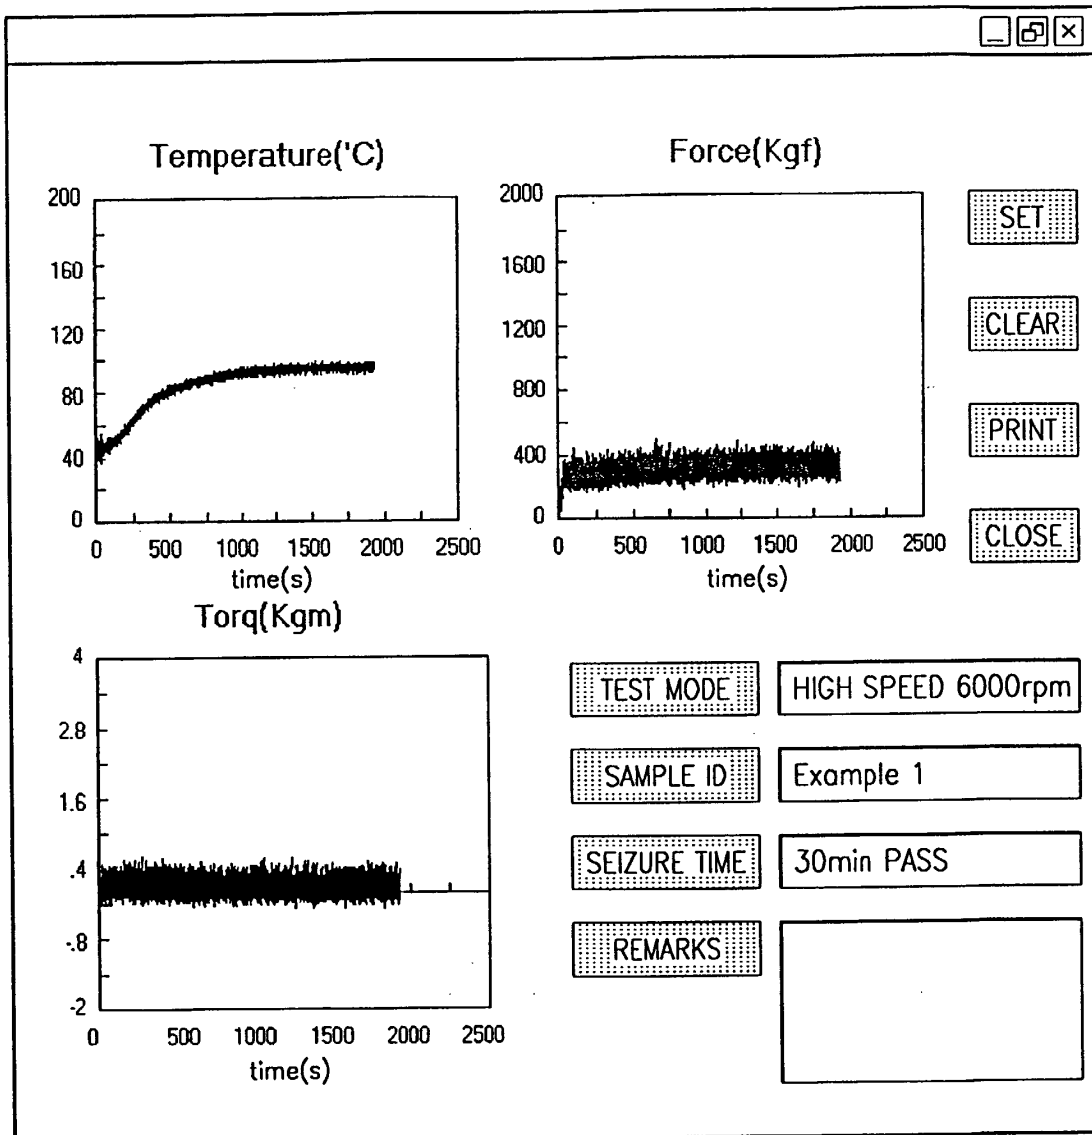 Temperature('C)
200
160
120
80
40
0
0 500 1000 1500 2000 2500
time(s)
Force(Kgf)
2000
1600
1200
800
400
0
0 500 1000 1500 2000 2500
time(s)
SET
CLEAR
PRINT
CLOSE
Torq(Kgm)
4
2.8
1.6
.4
-.8
-2
0 500 1000 1500 2000 2500
time(s)
TEST MODE HIGH SPEED 6000rpm
SAMPLE ID Example 1
SEIZURE TIME 30min PASS
REMARKS